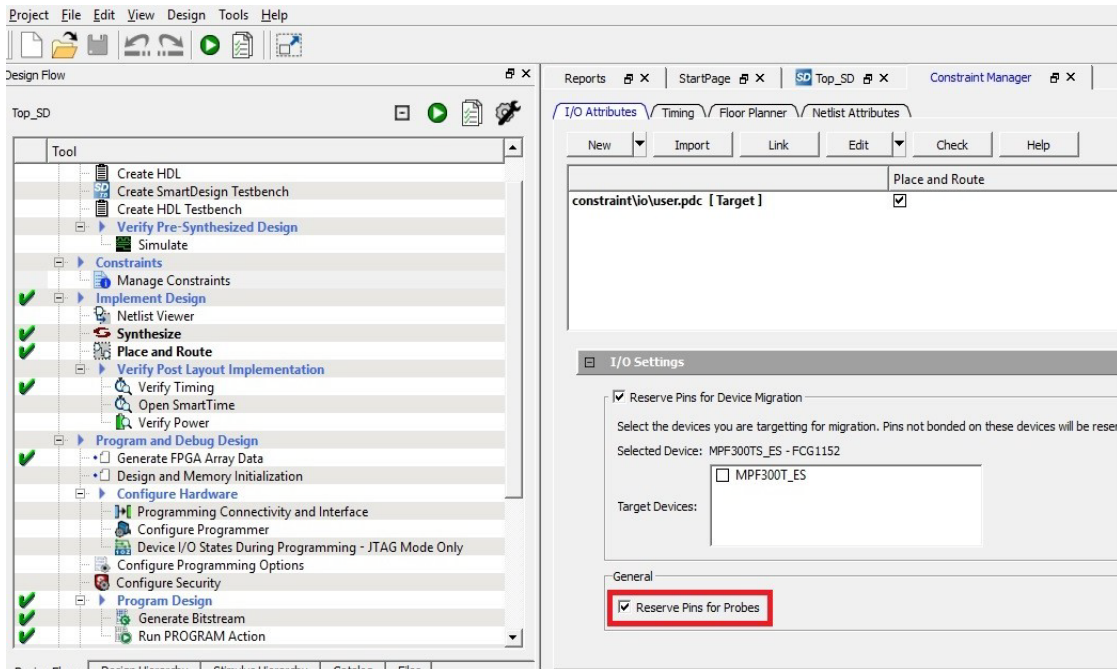 Project File Edit View Design Tools Help
Design Flow
Top_SD
Tool
Create HDL
Create SmartDesign Testbench
Create HDL Testbench
Verify Pre-Synthesized Design
Simulate
Constraints
Manage Constraints
Implement Design
Netlist Viewer
Synthesize
Place and Route
Verify Post Layout Implementation
Verify Timing
Open SmartTime
Verify Power
Program and Debug Design
Generate FPGA Array Data
Design and Memory Initialization
Configure Hardware
Programming Connectivity and Interface
Configure Programmer
Device I/O States During Programming - JTAG Mode Only
Configure Programming Options
Configure Security
Program Design
Generate Bitstream
Run PROGRAM Action
Reports StartPage Top_SD Constraint Manager
I/O Attributes Timing Floor Planner Netlist Attributes
New Import Link Edit Check Help
Place and Route
constraint\io\user.pdc [ Target ]
I/O Settings
Reserve Pins for Device Migration
Select the devices you are targetting for migration. Pins not bonded on these devices will be reser
Selected Device: MPF300TS_ES - FCG1152
MPF300T_ES
Target Devices:
General
Reserve Pins for Probes